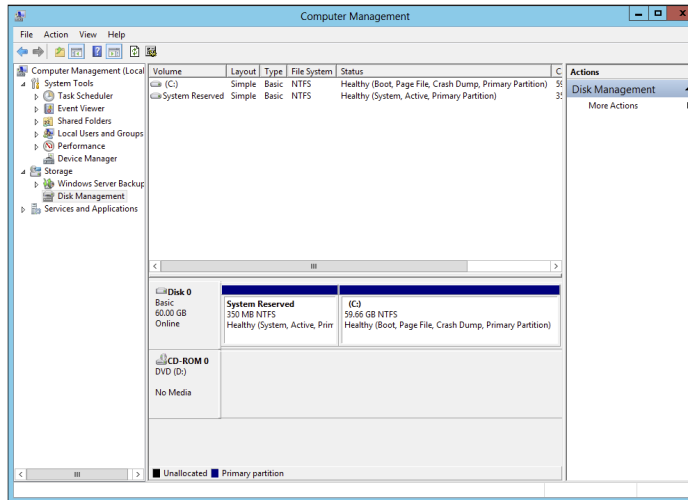 Computer Management
File Action View Help
Computer Management (Local
System Tools
Task Scheduler
Event Viewer
Shared Folders
Local Users and Groups
Performance
Device Manager
Storage
Windows Server Backup
Disk Management
Services and Applications
Volume Layout Type File System Status C
(C:) Simple Basic NTFS Healthy (Boot, Page File, Crash Dump, Primary Partition) 59
System Reserved Simple Basic NTFS Healthy (System, Active, Primary Partition) 35
Disk 0
Basic
60.00 GB
Online
System Reserved
350 MB NTFS
Healthy (System, Active, Prim
(C:)
59.66 GB NTFS
Healthy (Boot, Page File, Crash Dump, Primary Partition)
CD-ROM 0
DVD (D:)
No Media
Unallocated Primary partition
Actions
Disk Management
More Actions